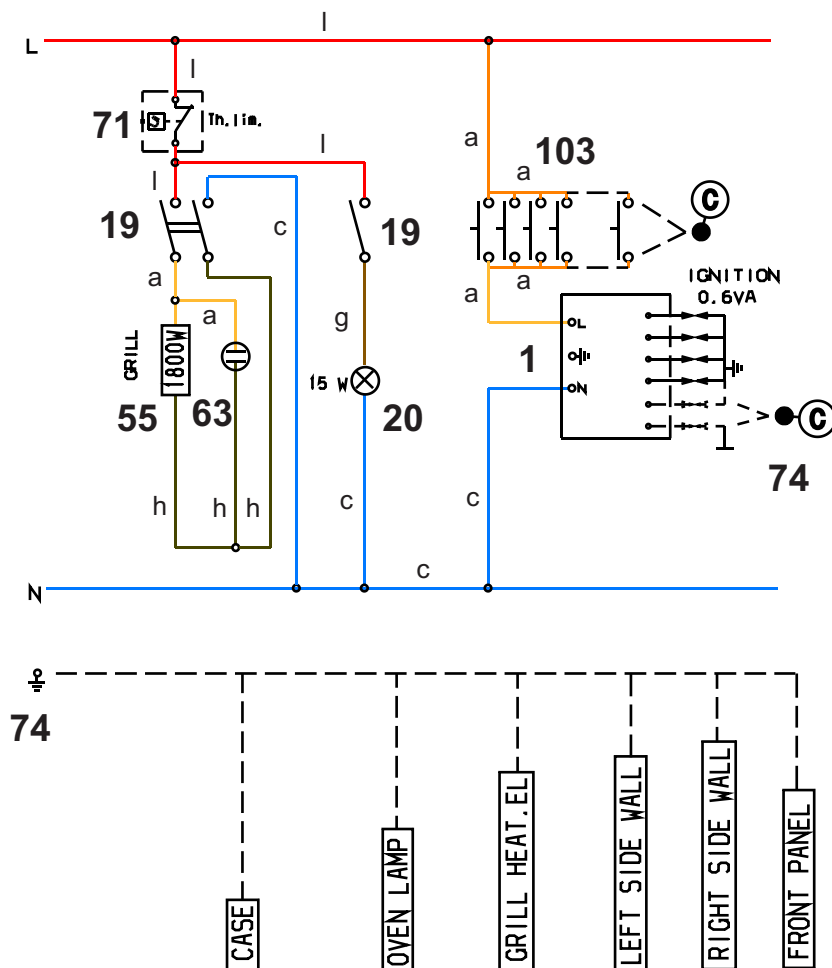 l
L
l
71
Th.lim.
l
103
a
a
l
C
19
c
19
a
a
a
IGNITION
0.6VA
a
g
L
1
GRILL
1800W
15 W
N
55
63
20
C
74
h
h
h
c
c
c
N
74
CASE
OVEN LAMP
GRILL HEAT.EL
LEFT SIDE WALL
RIGHT SIDE WALL
FRONT PANEL